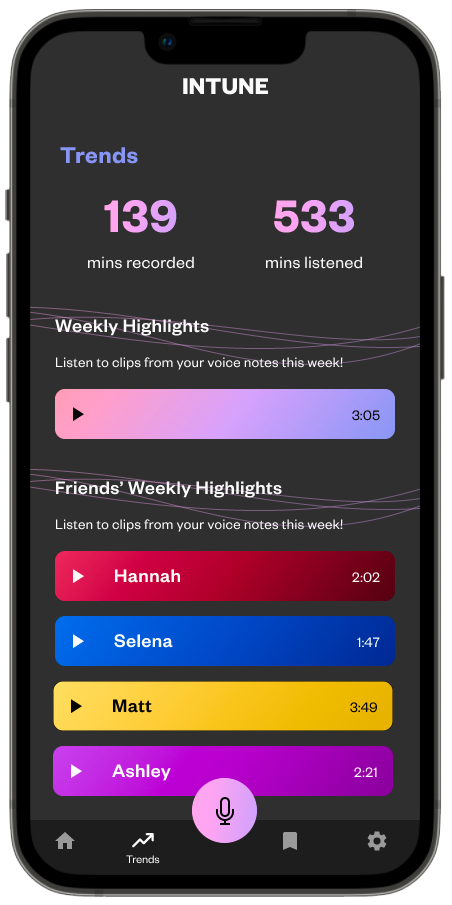 INTUNE
Trends
139 533
mins recorded mins listened
Weekly Highlights
Listen to clips from your voice notes this week!
3:05
Friends’ Weekly Highlights
Listen to clips from your voice notes this week!
Hannah 2:02
Selena 1:47
Matt 3:49
Ashley 2:21
Trends